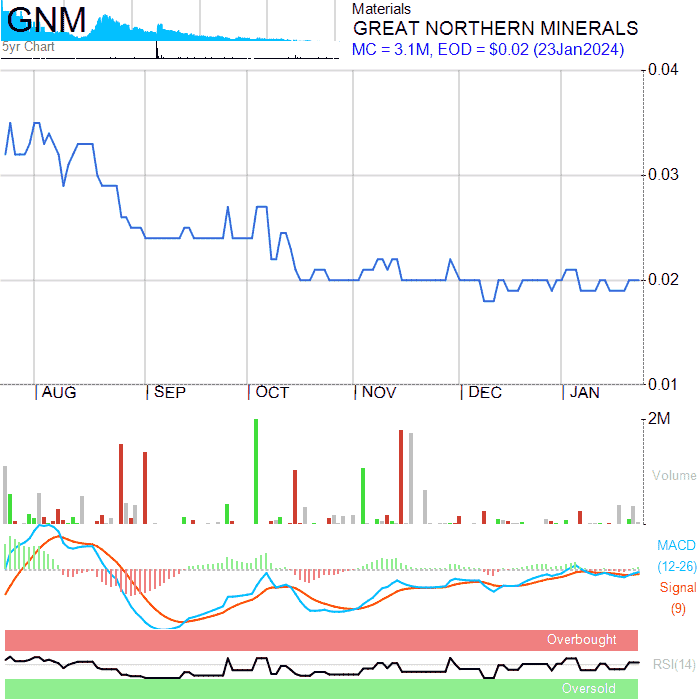 GNM
5yr Chart
Materials
GREAT NORTHERN MINERALS
MC = 3.1M, EOD = $0.02 (23Jan2024)
0.04
0.03
0.02
0.01
AUG SEP OCT NOV DEC JAN
2M
Volume
MACD
(12-26)
Signal
(9)
Overbought
RSI(14)
Oversold